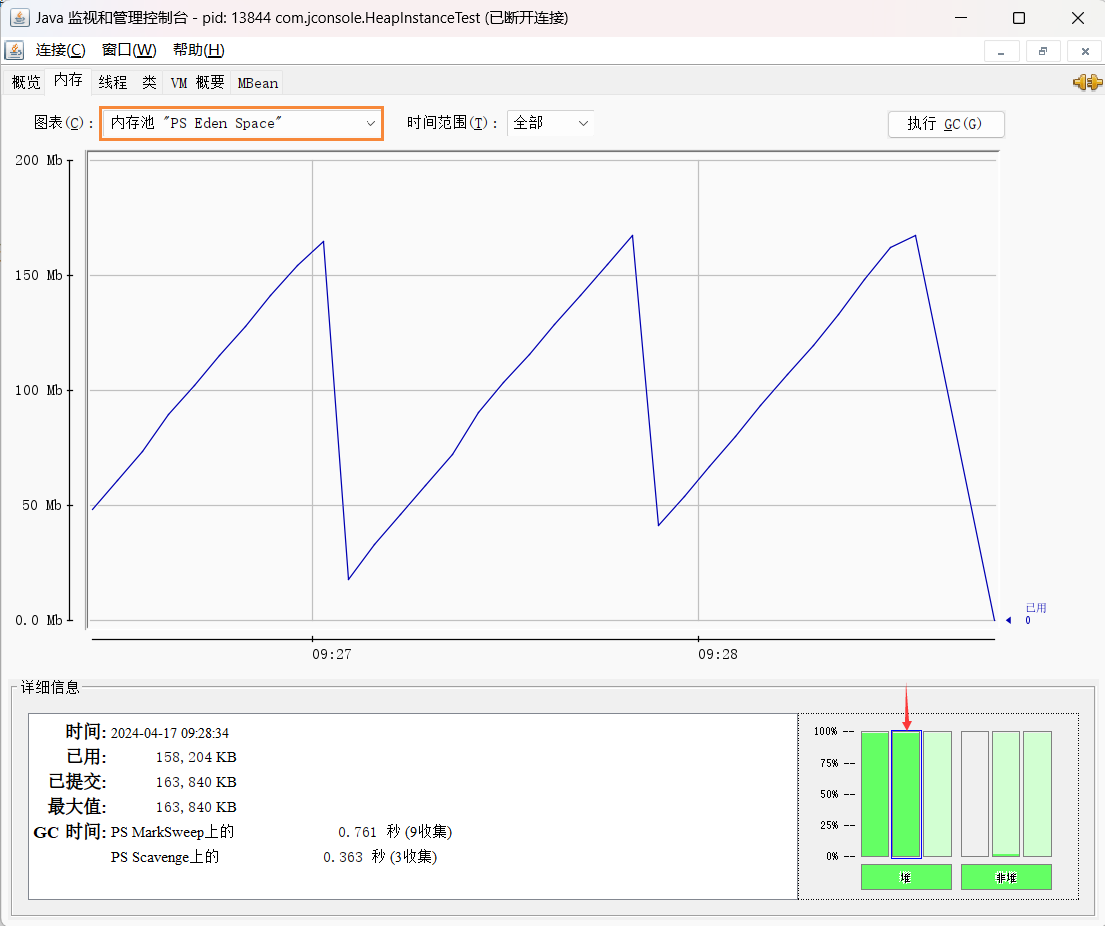 Java 监视和管理控制台 - pid: 13844 com.jconsole.HeapInstanceTest (已断开连接)
连接(C) 窗口(W) 帮助(H)
概览 内存 线程 类 VM 概要 MBean
图表(C): 内存池 "PS Eden Space" 时间范围(T): 全部 执行 GC(G)
200 Mb
150 Mb
100 Mb
50 Mb
0.0 Mb
已用
0
09:27 09:28
详细信息
时间: 2024-04-17 09:28:34
已用: 158, 204 KB
已提交: 163, 840 KB
最大值: 163, 840 KB
GC 时间: PS MarkSweep上的 0. 761 秒 (9收集)
PS Scavenge上的 0. 363 秒 (3收集)
100% --
75% --
50% --
25% --
0% --
堆 非堆